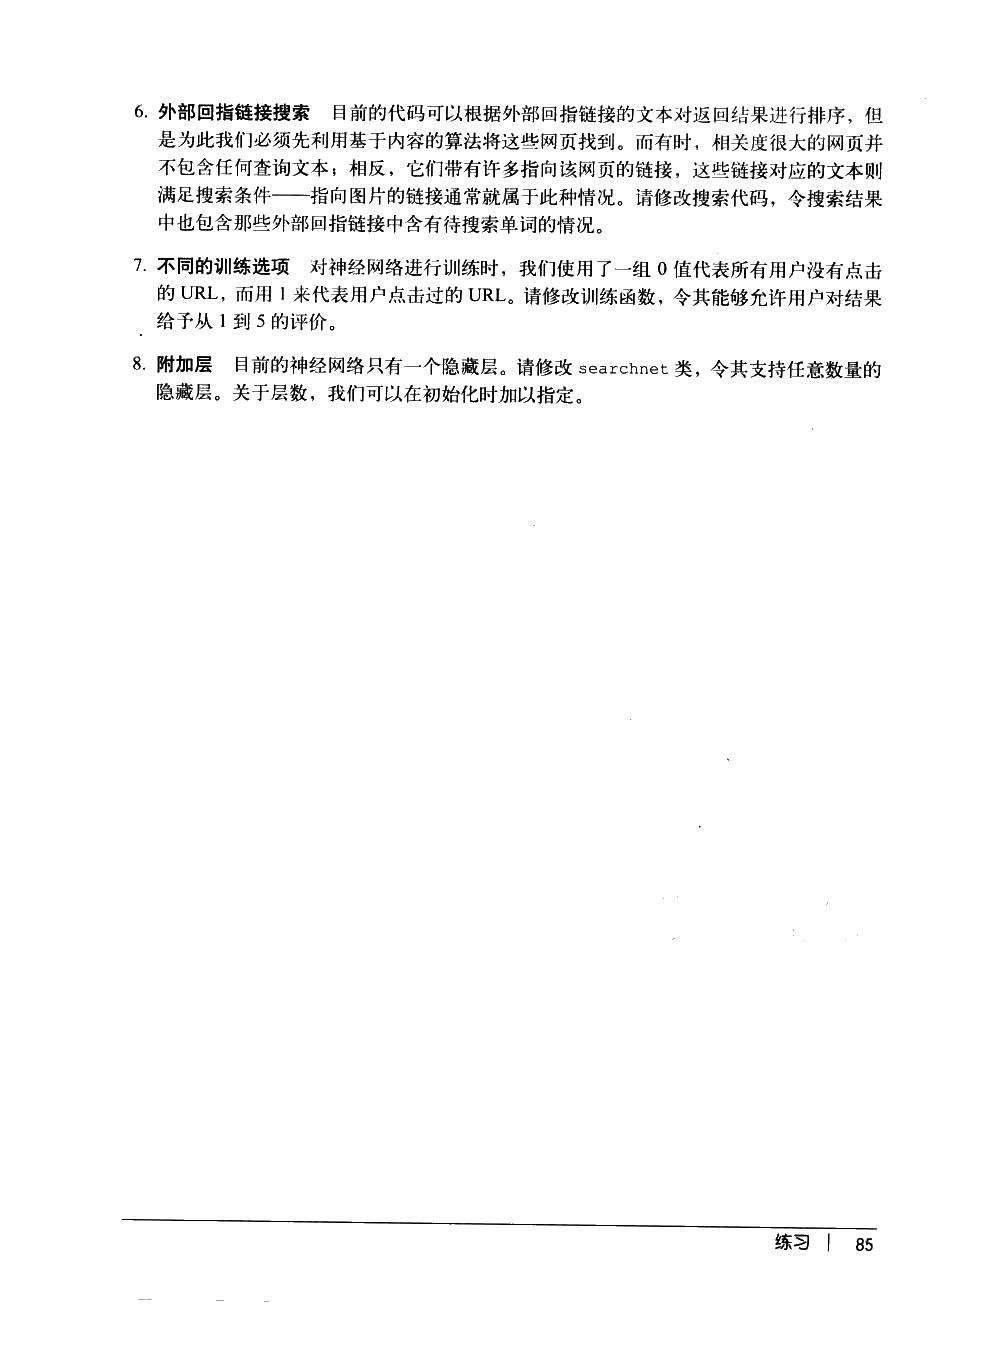 6. 外部回指链接搜索 目前的代码可以根据外部回指链接的文本对返回结果进行排序，但
是为此我们必须先利用基于内容的算法将这些网页找到。而有时，相关度很大的网页并
不包含任何查询文本；相反，它们带有许多指向该网页的链接，这些链接对应的文本则
满足搜索条件——指向图片的链接通常就属于此种情况。请修改搜索代码，令搜索结果
中也包含那些外部回指链接中含有待搜索单词的情况。
7. 不同的训练选项 对神经网络进行训练时，我们使用了一组 0 值代表所有用户没有点击
的 URL，而用 1 来代表用户点击过的 URL。请修改训练函数，令其能够允许用户对结果
给予从 1 到 5 的评价。
8. 附加层 目前的神经网络只有一个隐藏层。请修改 searchnet 类，令其支持任意数量的
隐藏层。关于层数，我们可以在初始化时加以指定。
练习 | 85